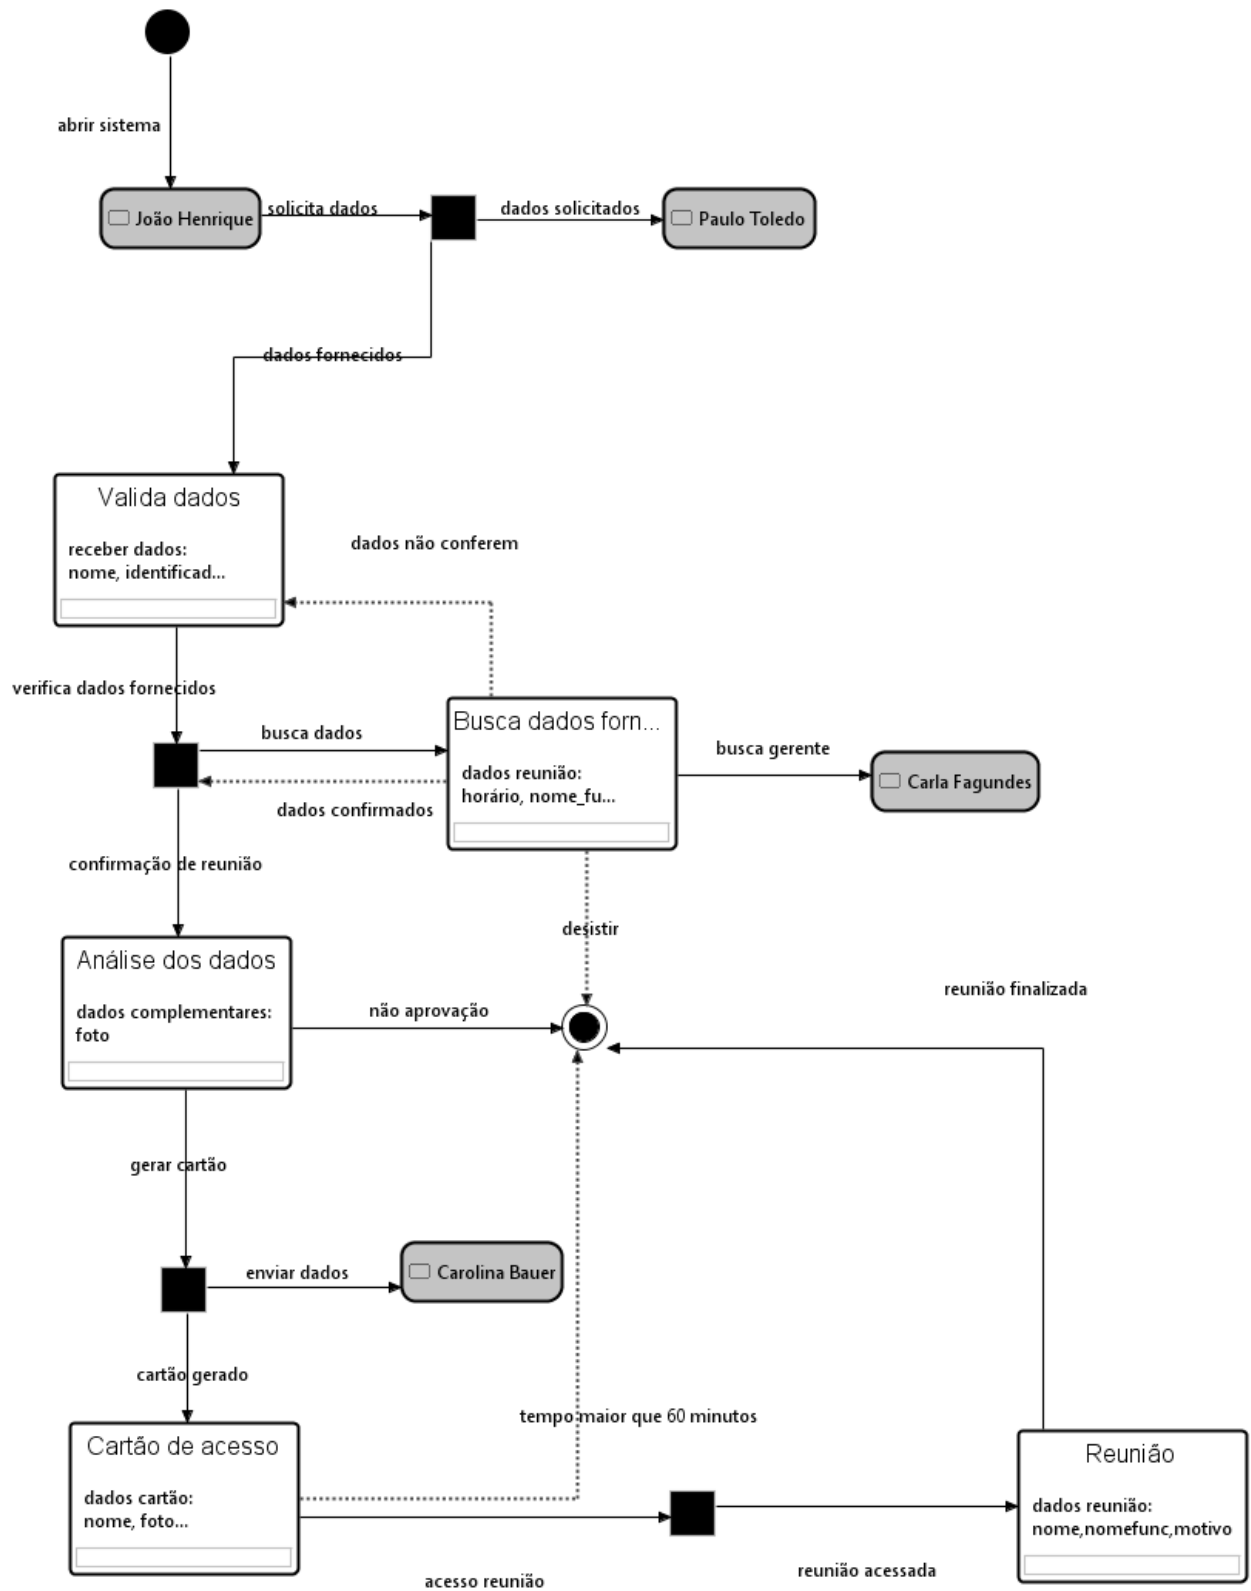 abrir sistema
João Henrique
solicita dados
dados solicitados
Paulo Toledo
dados fornecidos
Valida dados
receber dados:
nome, identificad...
dados não conferem
verifica dados fornecidos
busca dados
Busca dados forn...
dados reunião:
horário, nome_fu...
busca gerente
Carla Fagundes
dados confirmados
confirmação de reunião
desistir
Análise dos dados
dados complementares:
foto
não aprovação
reunião finalizada
gerar cartão
enviar dados
Carolina Bauer
cartão gerado
tempo maior que 60 minutos
Cartão de acesso
dados cartão:
nome, foto...
Reunião
dados reunião:
nome,nomefunc,motivo
acesso reunião
reunião acessada